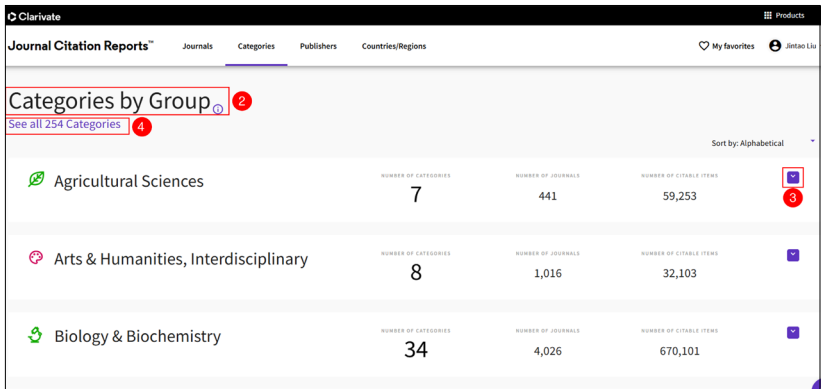 Clarivate
Products
Journal Citation Reports™
Journals
Categories
Publishers
Countries/Regions
My favorites
Jintao Liu
Categories by Group
2
See all 254 Categories
4
Sort by: Alphabetical
Agricultural Sciences
NUMBER OF CATEGORIES
7
NUMBER OF JOURNALS
441
NUMBER OF CITABLE ITEMS
59,253
3
Arts & Humanities, Interdisciplinary
NUMBER OF CATEGORIES
8
NUMBER OF JOURNALS
1,016
NUMBER OF CITABLE ITEMS
32,103
Biology & Biochemistry
NUMBER OF CATEGORIES
34
NUMBER OF JOURNALS
4,026
NUMBER OF CITABLE ITEMS
670,101